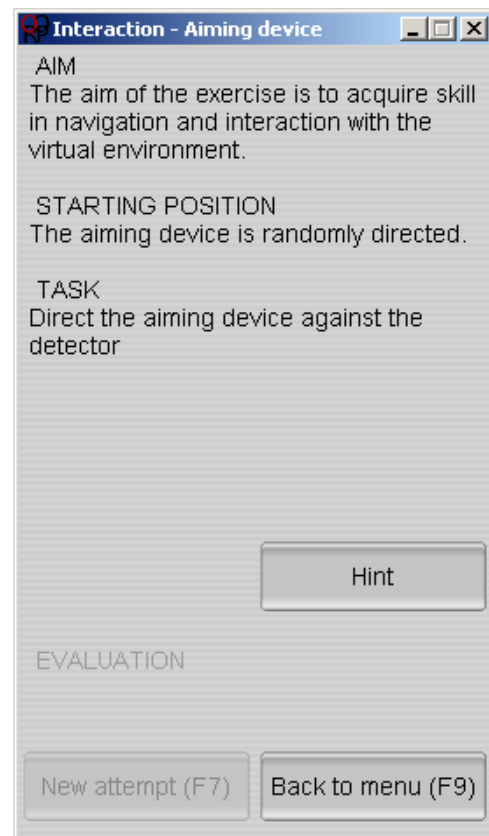 Interaction - Aiming device
AIM
The aim of the exercise is to acquire skill
in navigation and interaction with the
virtual environment.
STARTING POSITION
The aiming device is randomly directed.
TASK
Direct the aiming device against the
detector
Hint
EVALUATION
New attempt (F7) Back to menu (F9)